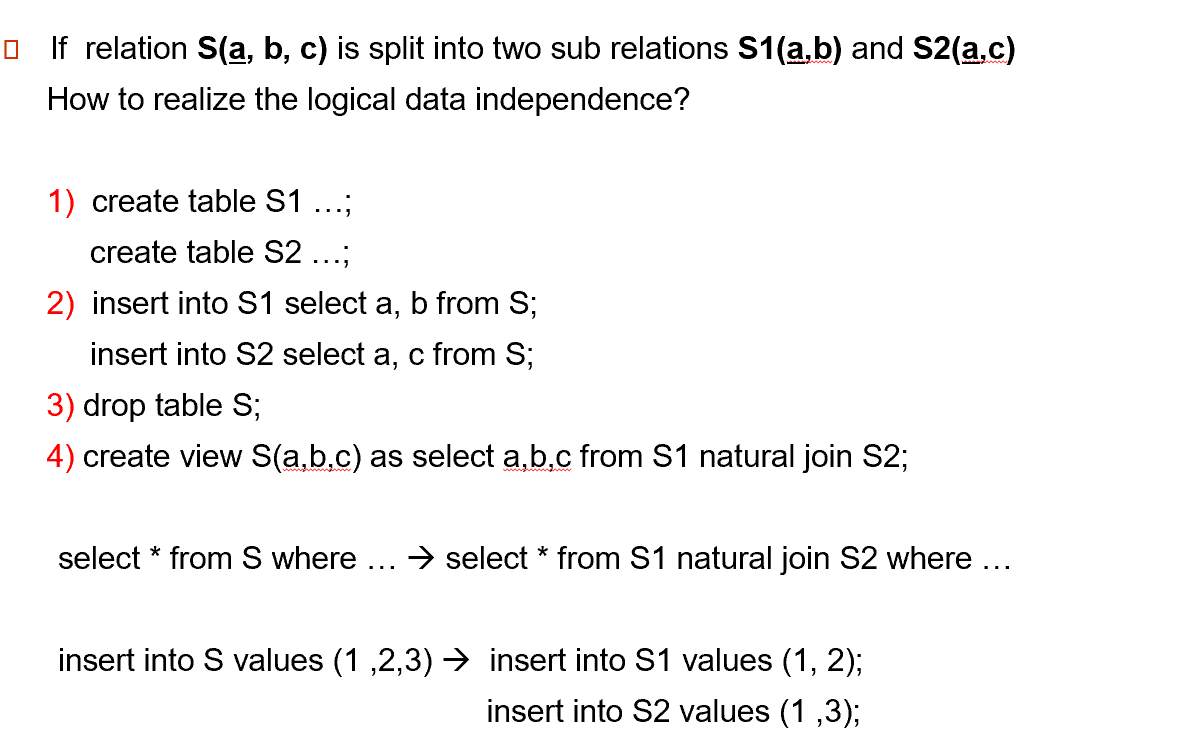 If relation S(a, b, c) is split into two sub relations S1(a,b) and S2(a,c)
How to realize the logical data independence?
1) create table S1 …;
create table S2 …;
2) insert into S1 select a, b from S;
insert into S2 select a, c from S;
3) drop table S;
4) create view S(a,b,c) as select a,b,c from S1 natural join S2;
select * from S where … → select * from S1 natural join S2 where …
insert into S values (1 ,2,3) → insert into S1 values (1, 2);
insert into S2 values (1 ,3);